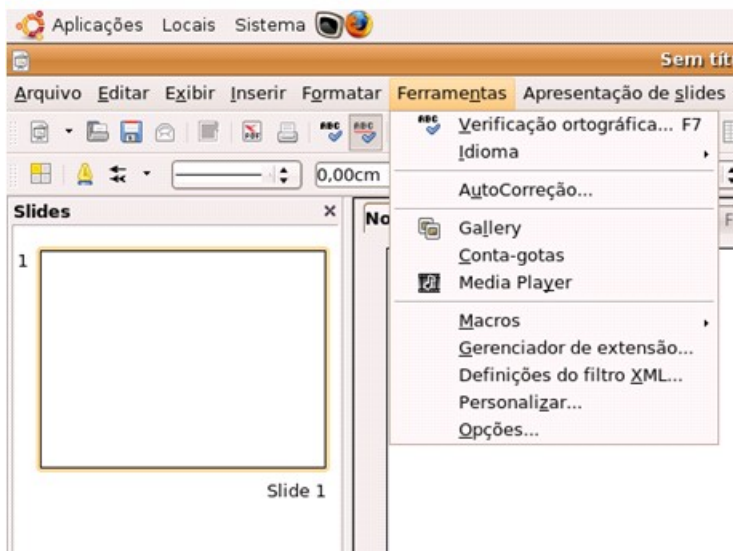 Aplicações Locais Sistema
Sem tít
Arquivo Editar Exibir Inserir Formatar Ferramentas Apresentação de slides
Verificação ortográfica... F7
Idioma
0,00cm
AutoCorreção...
Slides
No
F
Gallery
1
Conta-gotas
Media Player
Macros
Gerenciador de extensão...
Definições do filtro XML...
Personalizar...
Opções...
Slide 1